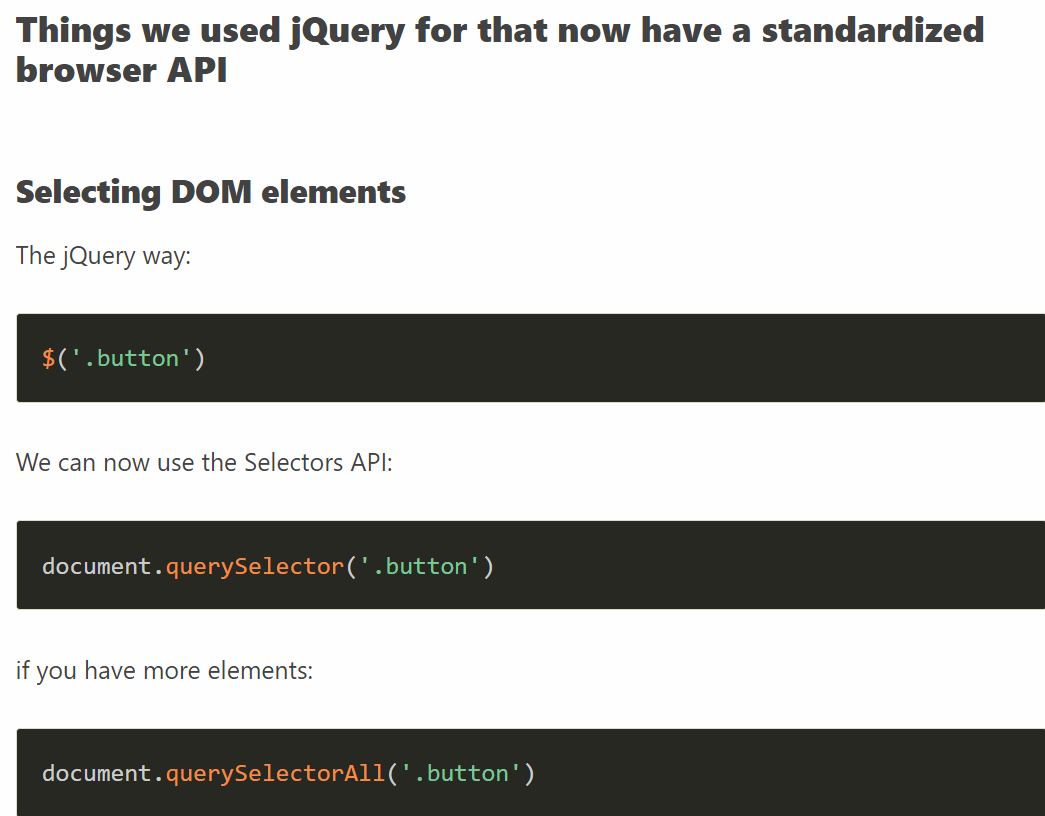 Things we used jQuery for that now have a standardized
browser API
Selecting DOM elements
The jQuery way:
$('.button')
We can now use the Selectors API:
document.querySelector('.button')
if you have more elements:
document.querySelectorAll('.button')